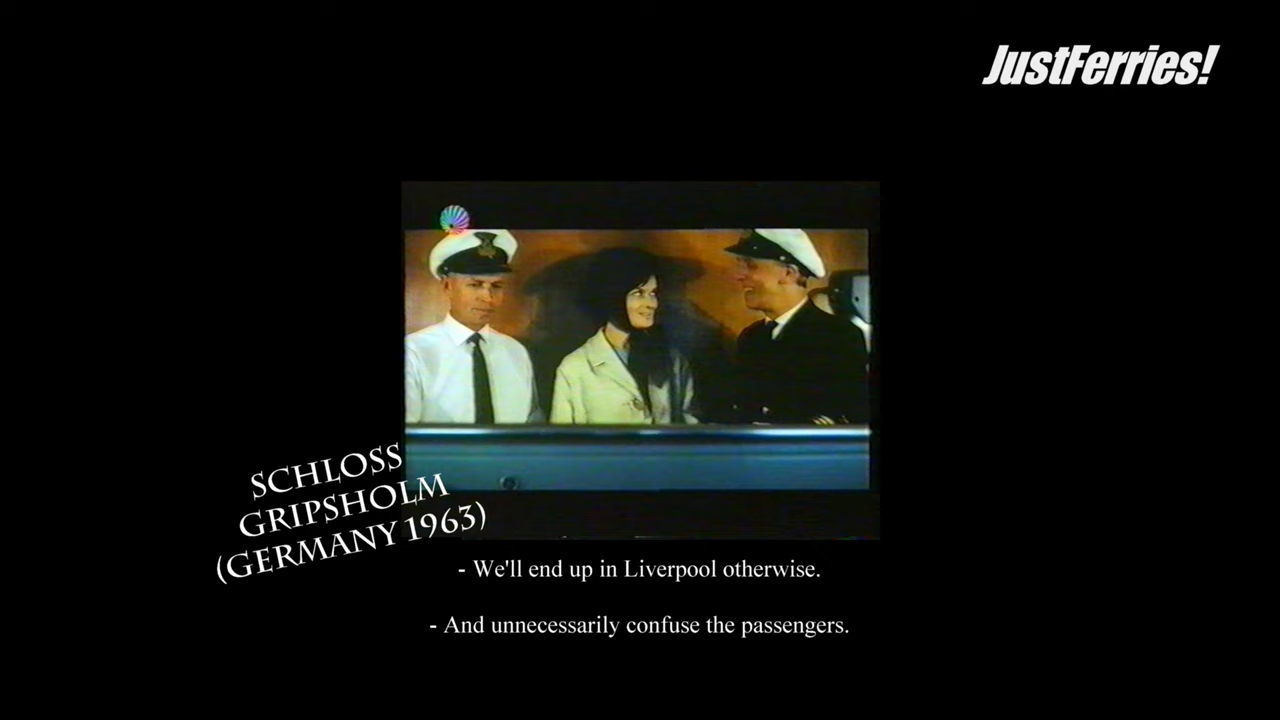 JustFerries!
SCHLOSS
GRIPSHOLM
(GERMANY 1963)
- We'll end up in Liverpool otherwise.
- And unnecessarily confuse the passengers.